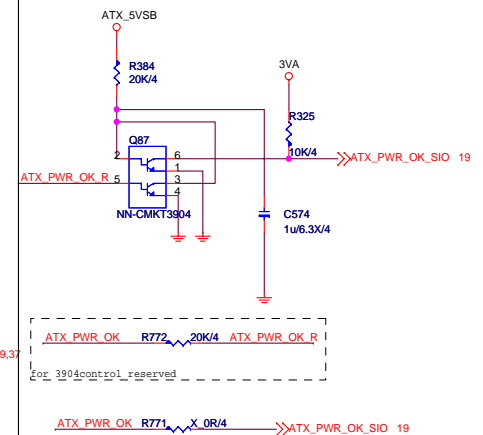 ATX_5VSB
R384
20K/4
3VA
R325
10K/4
Q87
2
6
1
ATX_PWR_OK_SIO 19
ATX_PWR_OK_R
5
3
4
NN-CMKT3904
C574
1u/6.3X/4
ATX_PWR_OK R772 20K/4 ATX_PWR_OK_R
9,37
for 3904control reserved
ATX_PWR_OK R771 X_0R/4 ATX_PWR_OK_SIO 19